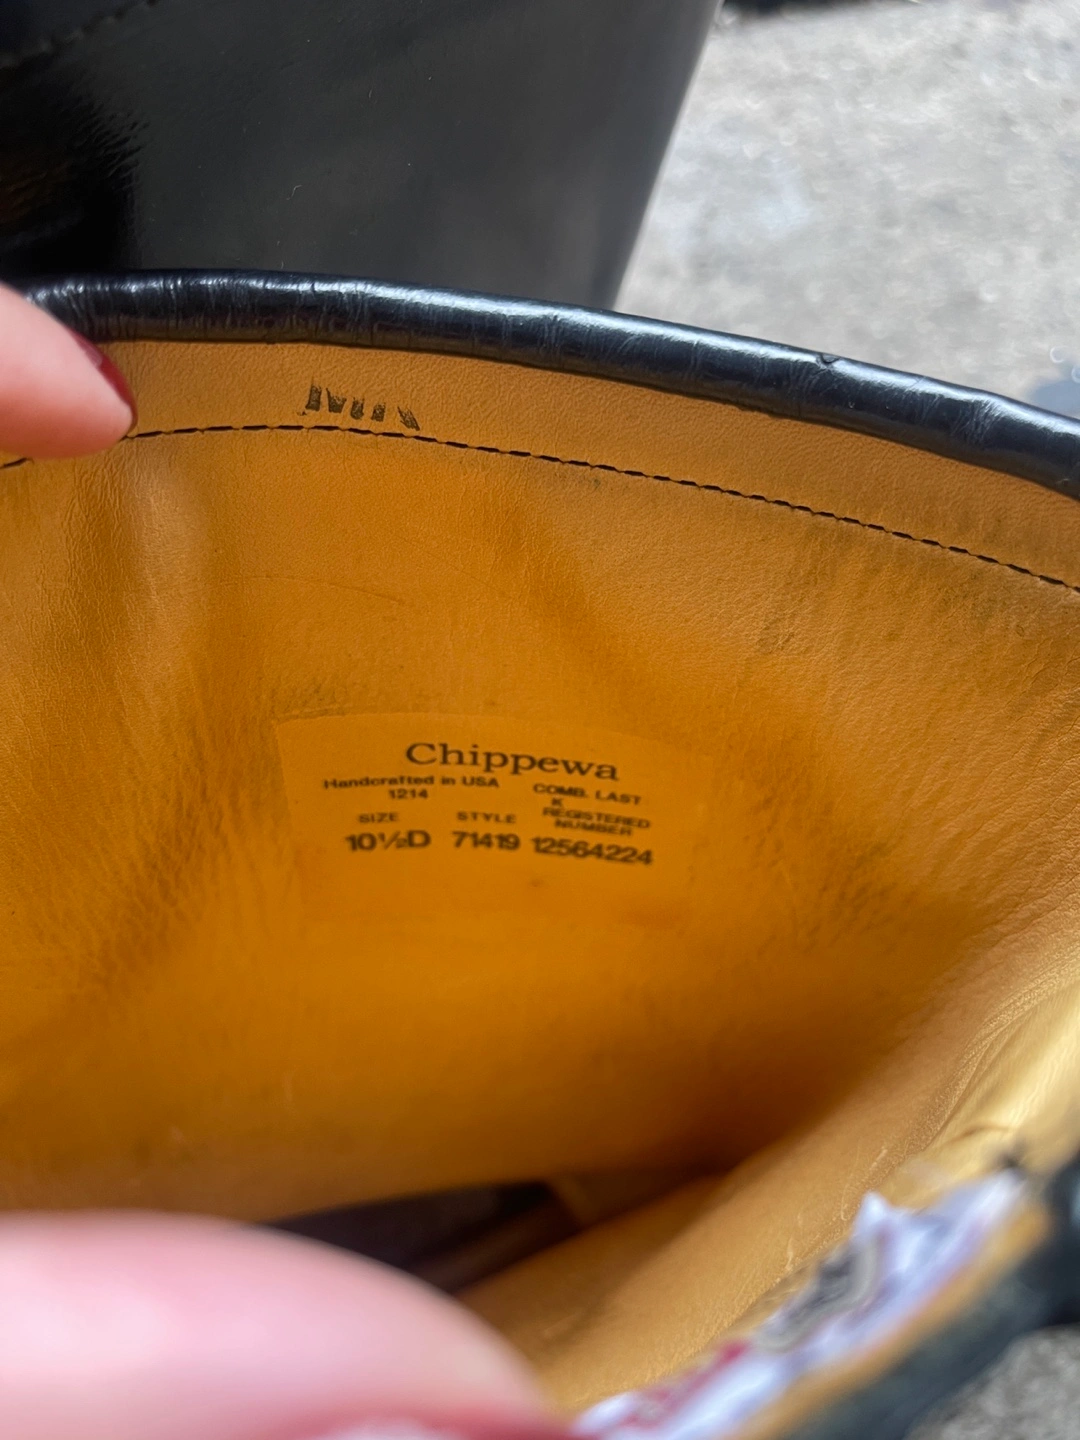 Chippewa
Handcrafted in USA
1214
COMB. LAST
K
REGISTERED
NUMBER
SIZE STYLE
10½D 71419 12564224